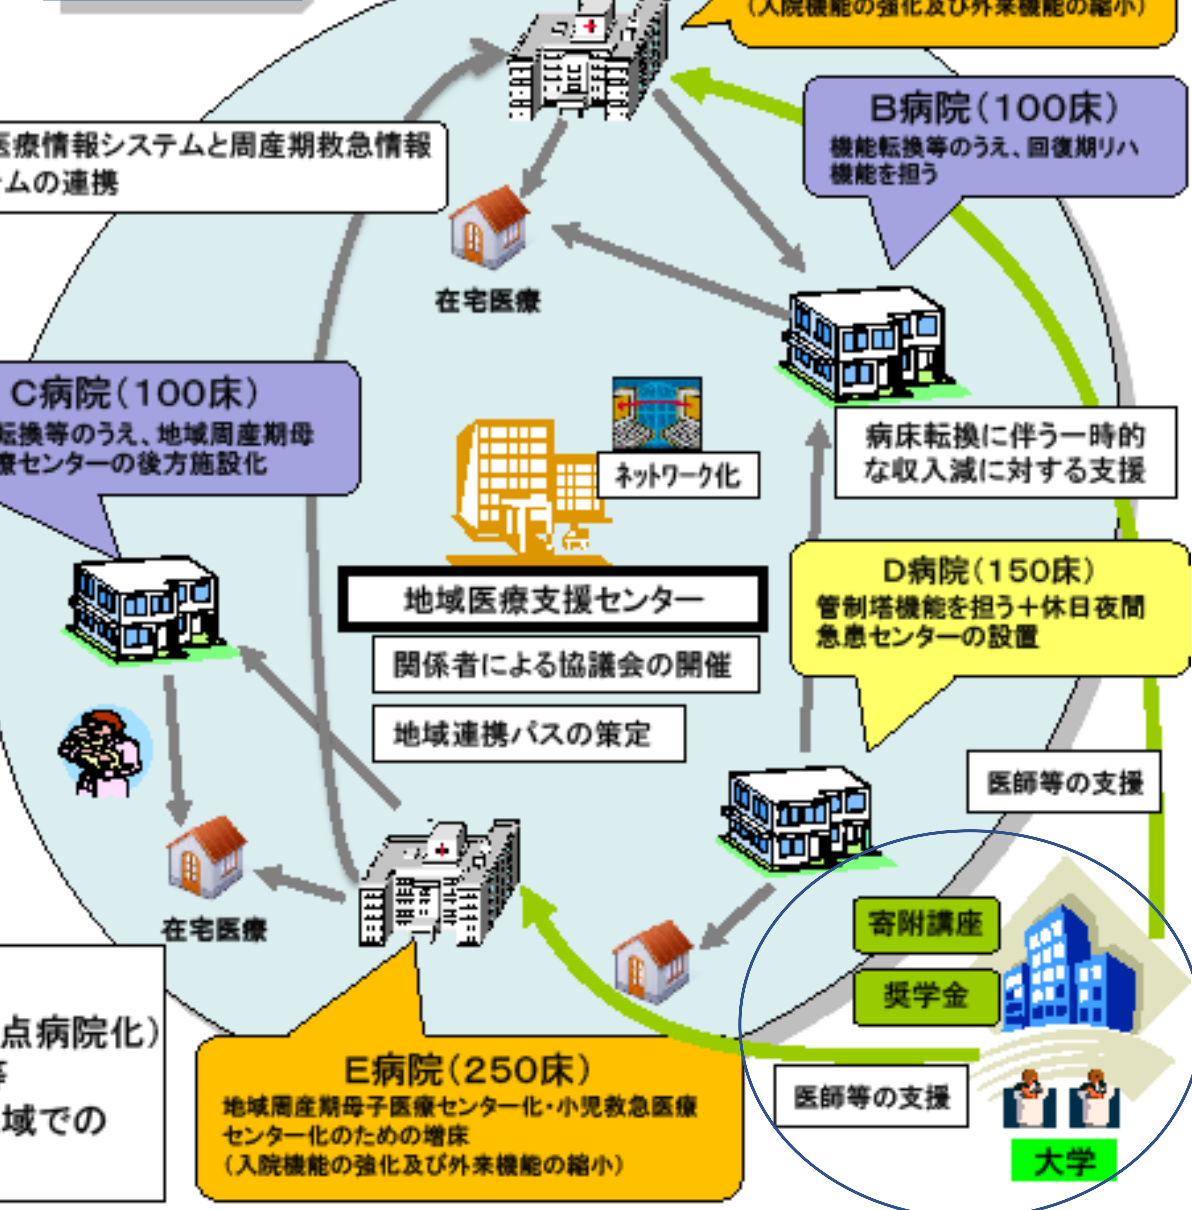 (入院機能の強化及び外来機能の縮小)
B病院(100床)
機能転換等のうえ、回復期リハ
機能を担う
医療情報システムと周産期救急情報
ムの連携
在宅医療
C病院(100床)
転換等のうえ、地域周産期母
療センターの後方施設化
ネットワーク化
病床転換に伴う一時的
な収入減に対する支援
地域医療支援センター
関係者による協議会の開催
地域連携パスの策定
D病院(150床)
管制塔機能を担う+休日夜間
急患センターの設置
医師等の支援
在宅医療
寄附講座
奨学金
点病院化)
域での
E病院(250床)
地域周産期母子医療センター化・小児救急医療
センター化のための増床
(入院機能の強化及び外来機能の縮小)
医師等の支援
大学